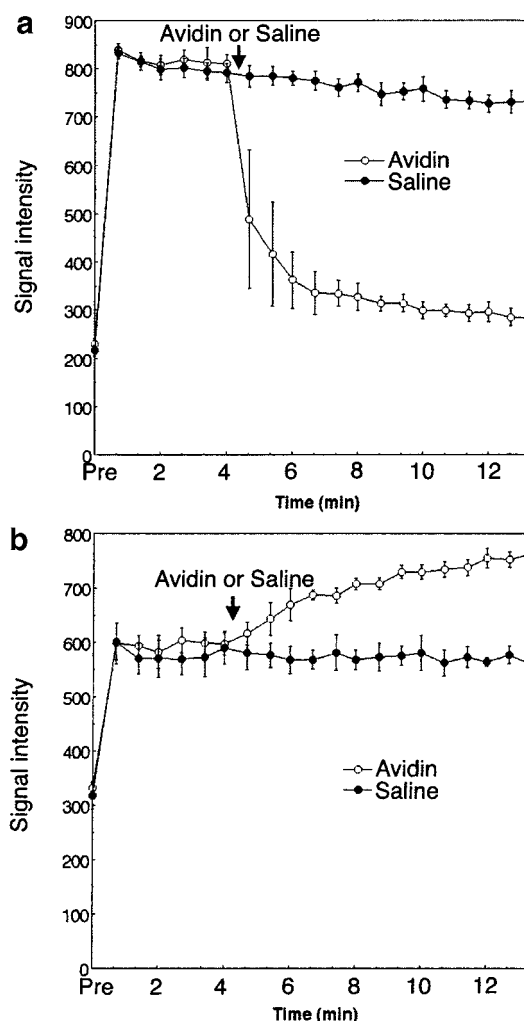 a
Avidin or Saline
900
800
700
600
500
400
300
200
100
0
Signal intensity
Avidin
Saline
Pre 2 4 6 8 10 12
Time (min)
b
Avidin or Saline
800
700
600
500
400
300
200
100
0
Signal intensity
Avidin
Saline
Pre 2 4 6 8 10 12
Time (min)